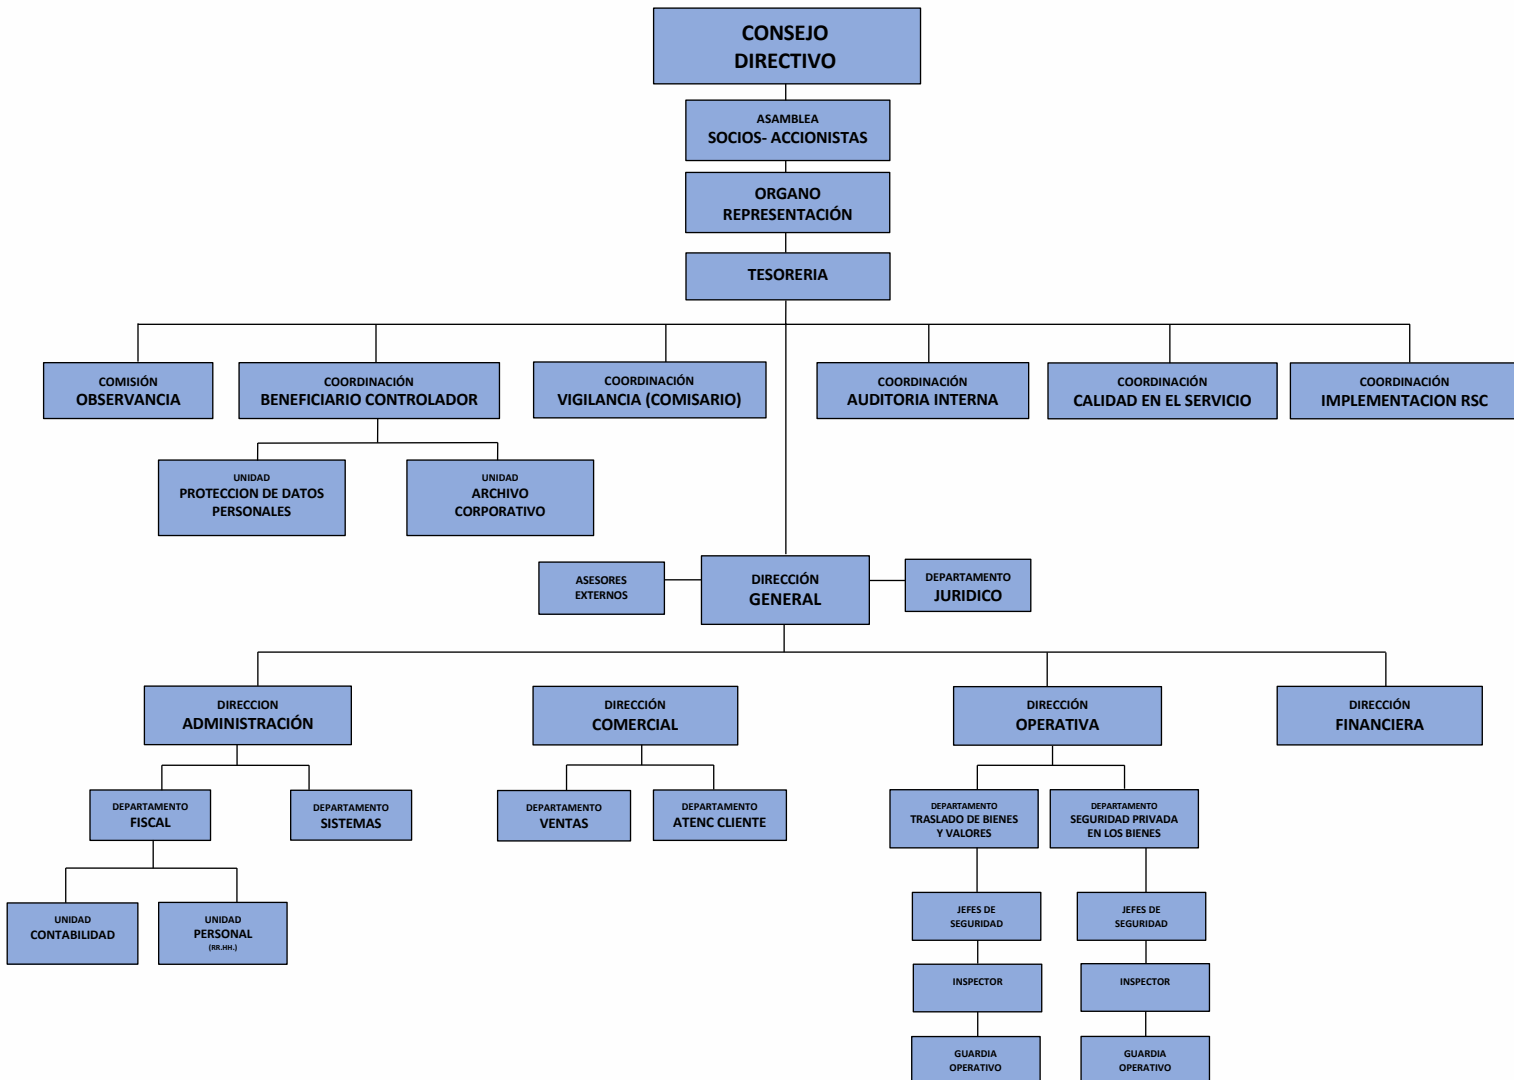 CONSEJO
DIRECTIVO
ASAMBLEA
SOCIOS- ACCIONISTAS
ORGANO
REPRESENTACIÓN
TESORERIA
COMISIÓN
OBSERVANCIA
COORDINACIÓN
BENEFICIARIO CONTROLADOR
COORDINACIÓN
VIGILANCIA (COMISARIO)
COORDINACIÓN
AUDITORIA INTERNA
COORDINACIÓN
CALIDAD EN EL SERVICIO
COORDINACIÓN
IMPLEMENTACION RSC
UNIDAD
PROTECCION DE DATOS
PERSONALES
UNIDAD
ARCHIVO
CORPORATIVO
ASESORES
EXTERNOS
DIRECCIÓN
GENERAL
DEPARTAMENTO
JURIDICO
DIRECCION
ADMINISTRACIÓN
DIRECCIÓN
COMERCIAL
DIRECCIÓN
OPERATIVA
DIRECCIÓN
FINANCIERA
DEPARTAMENTO
FISCAL
DEPARTAMENTO
SISTEMAS
DEPARTAMENTO
VENTAS
DEPARTAMENTO
ATENC CLIENTE
DEPARTAMENTO
TRASLADO DE BIENES
Y VALORES
DEPARTAMENTO
SEGURIDAD PRIVADA
EN LOS BIENES
UNIDAD
CONTABILIDAD
UNIDAD
PERSONAL
(RR.HH.)
JEFES DE
SEGURIDAD
JEFES DE
SEGURIDAD
INSPECTOR
INSPECTOR
GUARDIA
OPERATIVO
GUARDIA
OPERATIVO